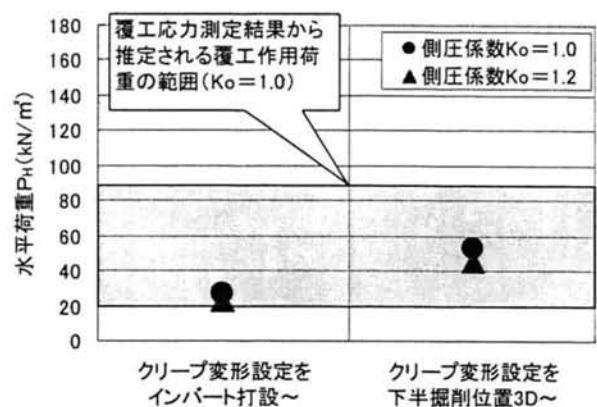 180
160
140
120
100
80
60
40
20
0
水平荷重PH(kN/㎡)
覆工応力測定結果から
推定される覆工作用荷
重の範囲(Ko=1.0)
側圧係数Ko=1.0
側圧係数Ko=1.2
クリープ変形設定を
インバート打設～
クリープ変形設定を
下半掘削位置3D～